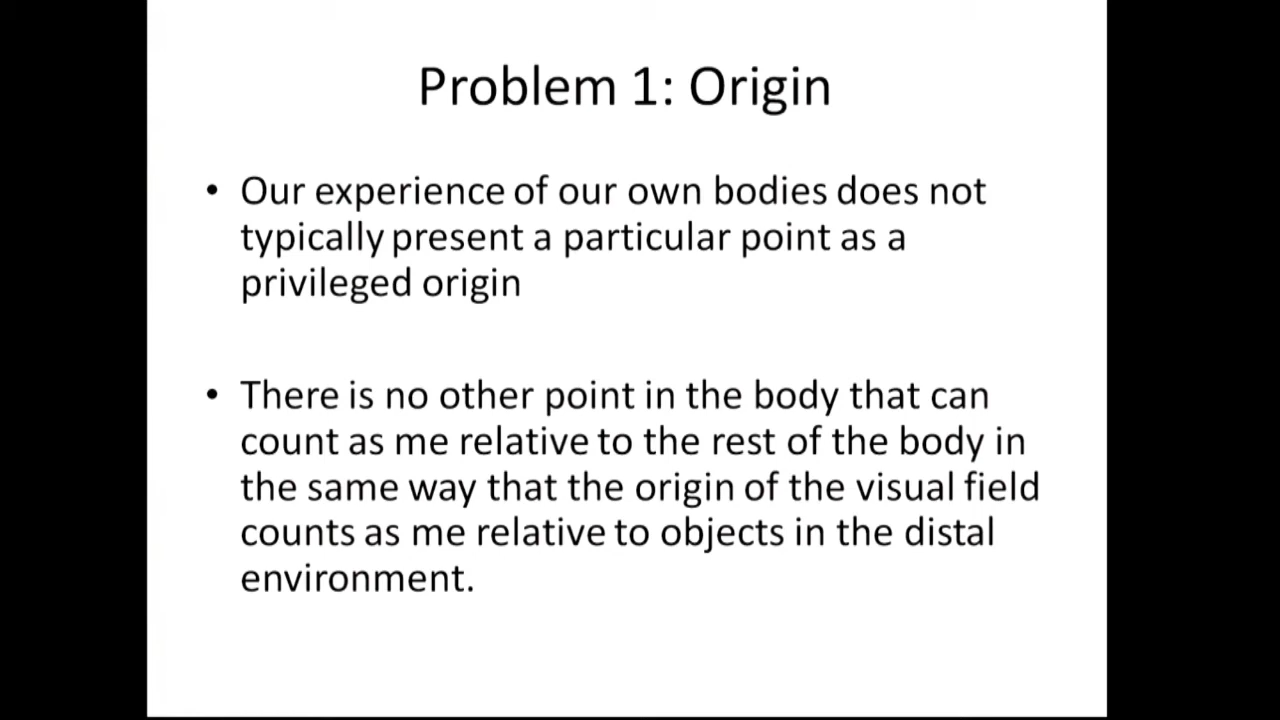 Problem 1: Origin
• Our experience of our own bodies does not
typically present a particular point as a
privileged origin
• There is no other point in the body that can
count as me relative to the rest of the body in
the same way that the origin of the visual field
counts as me relative to objects in the distal
environment.